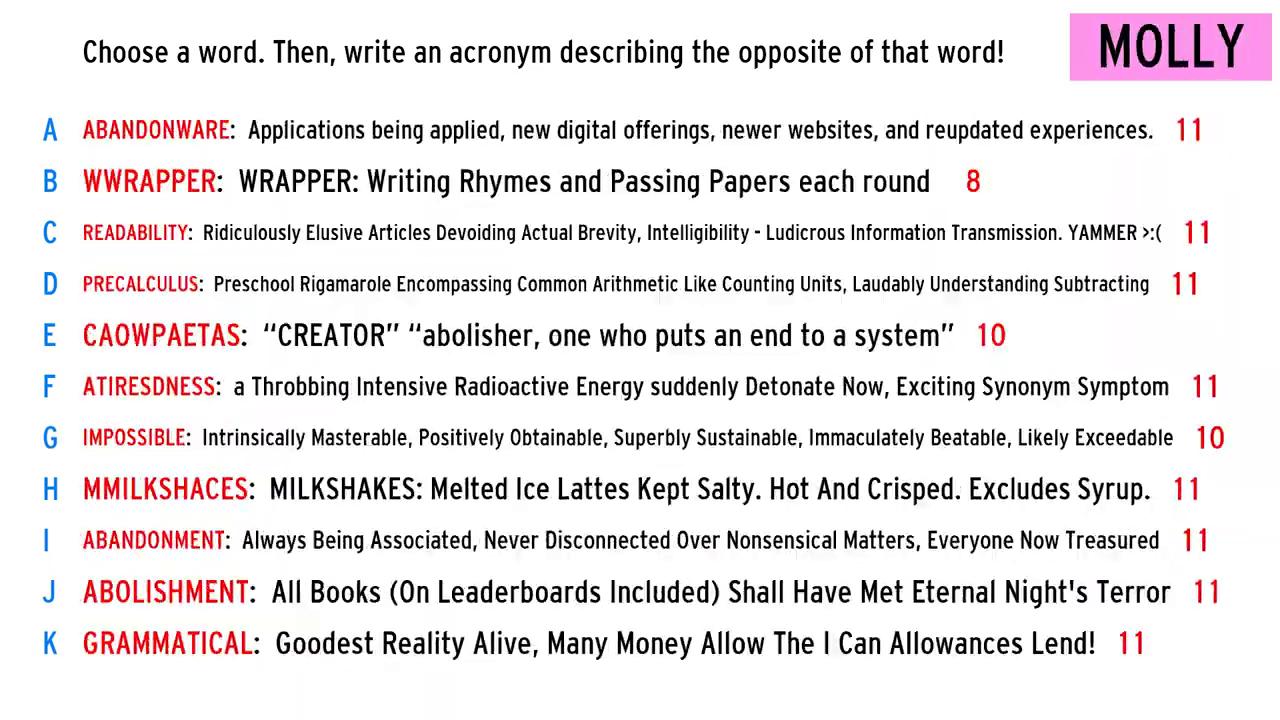 Choose a word. Then, write an acronym describing the opposite of that word!
MOLLY
A ABANDONWARE: Applications being applied, new digital offerings, newer websites, and reupdated experiences. 11
B WWRAPPER: WRAPPER: Writing Rhymes and Passing Papers each round 8
C READABILITY: Ridiculously Elusive Articles Devoiding Actual Brevity, Intelligibility - Ludicrous Information Transmission. YAMMER >:( 11
D PRECALCULUS: Preschool Rigamarole Encompassing Common Arithmetic Like Counting Units, Laudably Understanding Subtracting 11
E CAOWPAETAS: “CREATOR” “abolisher, one who puts an end to a system” 10
F ATIRESDNESS: a Throbbing Intensive Radioactive Energy suddenly Detonate Now, Exciting Synonym Symptom 11
G IMPOSSIBLE: Intrinsically Masterable, Positively Obtainable, Superbly Sustainable, Immaculately Beatable, Likely Exceedable 10
H MMILKSHACES: MILKSHAKES: Melted Ice Lattes Kept Salty. Hot And Crisped. Excludes Syrup. 11
I ABANDONMENT: Always Being Associated, Never Disconnected Over Nonsensical Matters, Everyone Now Treasured 11
J ABOLISHMENT: All Books (On Leaderboards Included) Shall Have Met Eternal Night's Terror 11
K GRAMMATICAL: Goodest Reality Alive, Many Money Allow The I Can Allowances Lend! 11